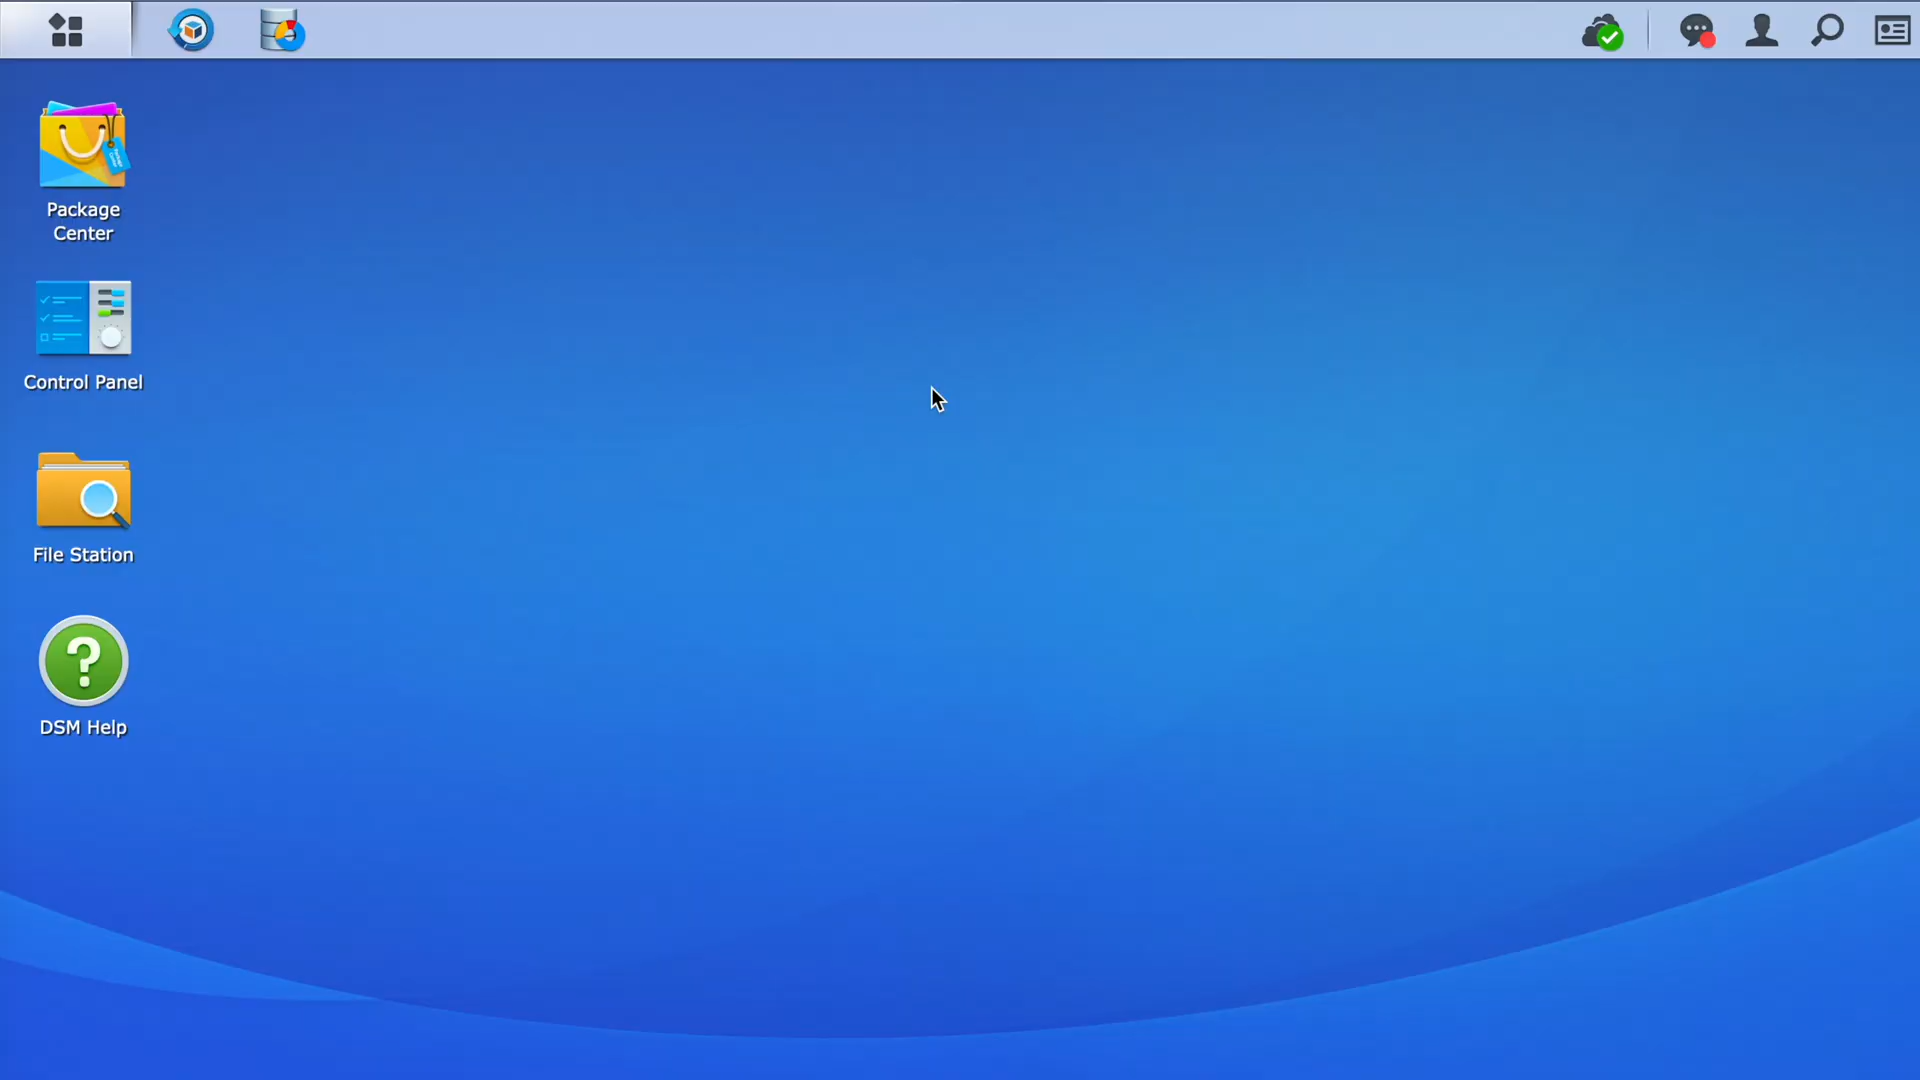 Package
Center
Control Panel
File Station
DSM Help